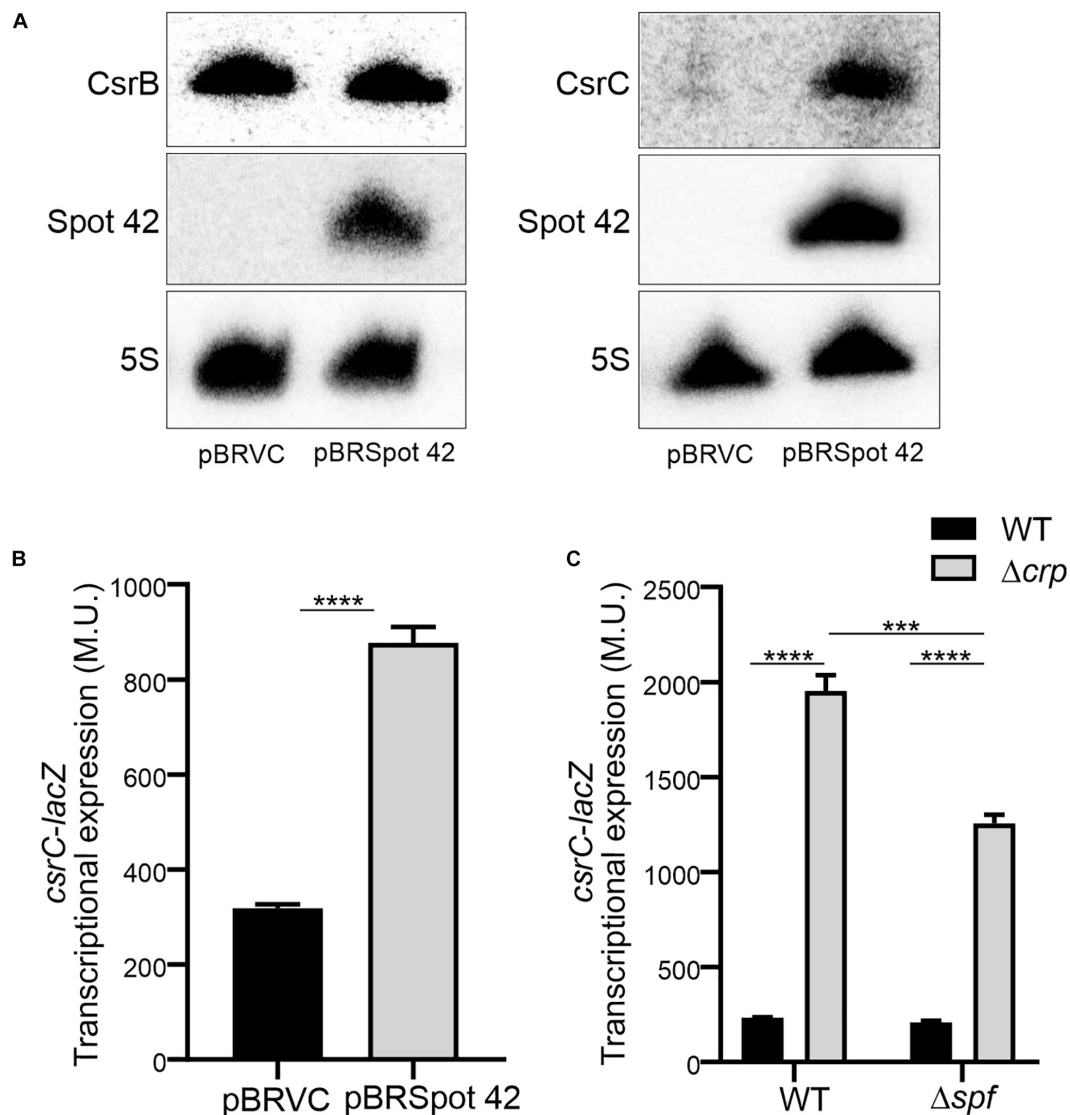 A
CsrB
Spot 42
5S
pBRVC pBRSpot 42
CsrC
Spot 42
5S
pBRVC pBRSpot 42
WT
Δcrp
B
csrC-lacZ
Transcriptional expression (M.U.)
1000
800
600
400
200
0
****
pBRVC pBRSpot 42
C
csrC-lacZ
Transcriptional expression (M.U.)
2500
2000
1500
1000
500
0
***
**** ****
WT Δspf